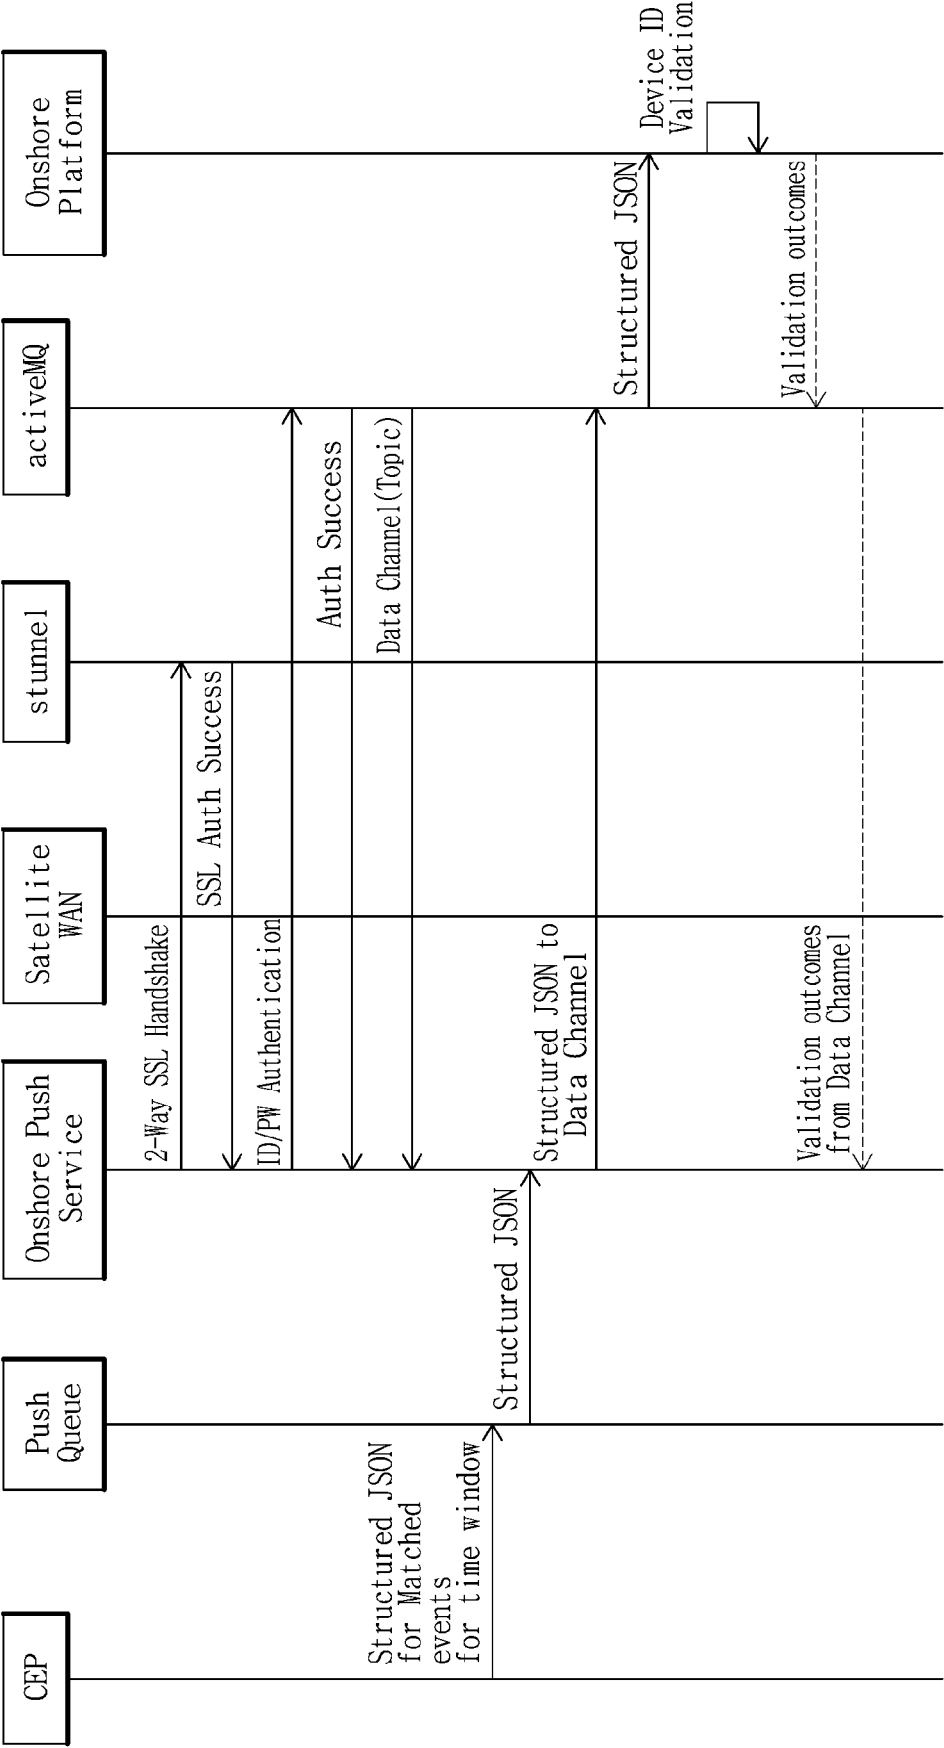 CEP
Push
Queue
Onshore Push
Service
Satellite
WAN
stunnel
activeMQ
Onshore
Platform
2-Way SSL Handshake
SSL Auth Success
ID/PW Authentication
Auth Success
Data Channel(Topic)
Structured JSON
for Matched
events
for time window
Structured JSON
Structured JSON to
Data Channel
Structured JSON
Device ID
Validation
Validation outcomes
Validation outcomes
from Data Channel